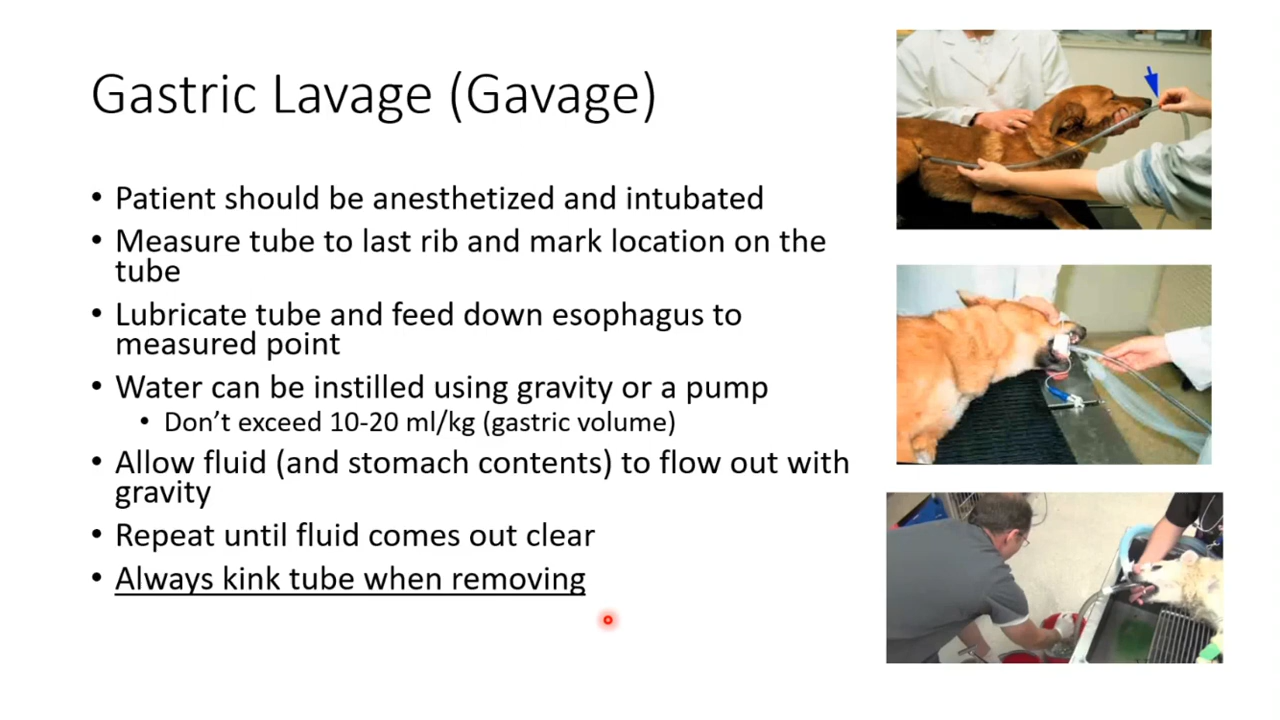 Gastric Lavage (Gavage)
• Patient should be anesthetized and intubated
• Measure tube to last rib and mark location on the
tube
• Lubricate tube and feed down esophagus to
measured point
• Water can be instilled using gravity or a pump
• Don’t exceed 10-20 ml/kg (gastric volume)
• Allow fluid (and stomach contents) to flow out with
gravity
• Repeat until fluid comes out clear
• Always kink tube when removing